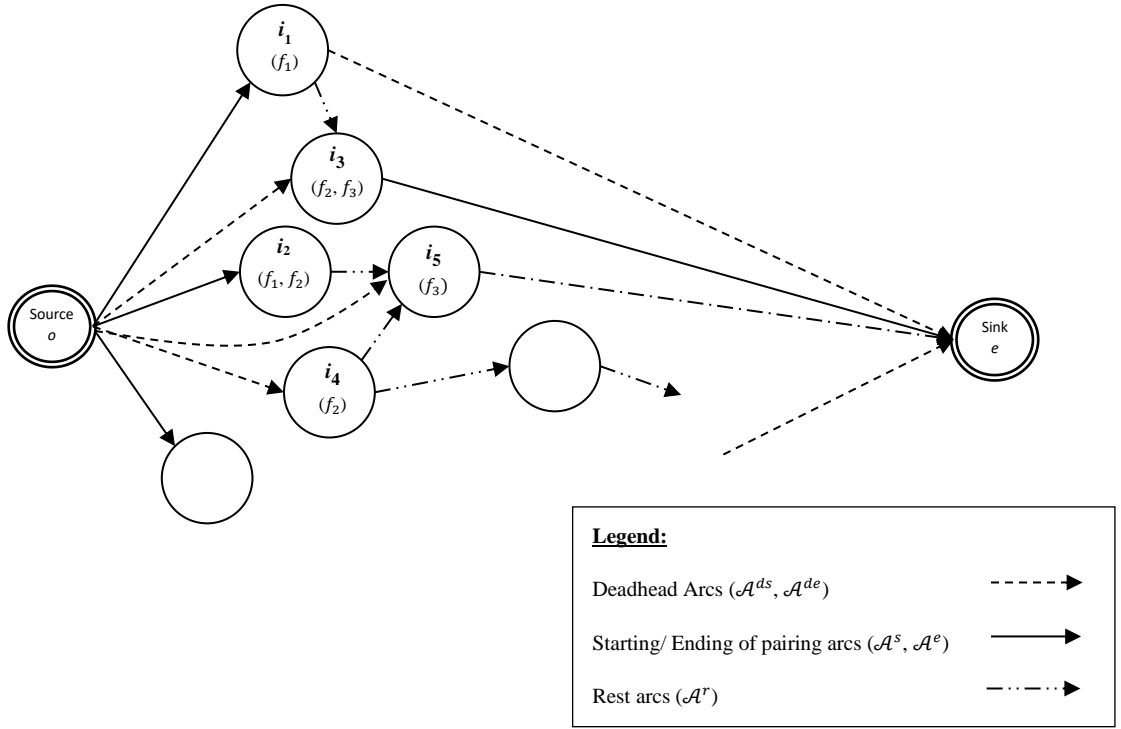 i₁
(f₁)
i₃
(f₂, f₃)
i₂
(f₁, f₂)
i₅
(f₃)
Source
o
Sink
e
i₄
(f₂)
Legend:
Deadhead Arcs (𝒜ᵈˢ, 𝒜ᵈᵉ)
Starting/ Ending of pairing arcs (𝒜ˢ, 𝒜ᵉ)
Rest arcs (𝒜ʳ)